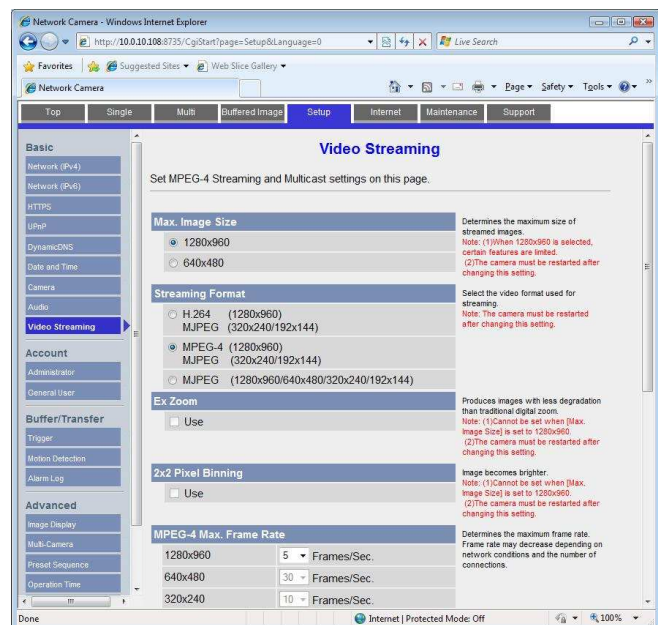 Network Camera - Windows Internet Explorer
http://10.0.10.108:8735/CgiStart?page=Setup&Language=0
Live Search
Favorites
Suggested Sites
Web Slice Gallery
Network Camera
Page
Safety
Tools
Top
Single
Multi
Buffered Image
Setup
Internet
Maintenance
Support
Basic
Network (IPv4)
Network (IPv6)
HTTPS
UPnP
DynamicDNS
Date and Time
Camera
Audio
Video Streaming
Account
Administrator
General User
Buffer/Transfer
Trigger
Motion Detection
Alarm Log
Advanced
Image Display
Multi-Camera
Preset Sequence
Operation Time
Video Streaming
Set MPEG-4 Streaming and Multicast settings on this page.
Max. Image Size
1280x960
640x480
Determines the maximum size of
streamed images.
Note: (1)When 1280x960 is selected,
certain features are limited.
(2)The camera must be restarted after
changing this setting.
Streaming Format
H.264 (1280x960)
MJPEG (320x240/192x144)
MPEG-4 (1280x960)
MJPEG (320x240/192x144)
MJPEG (1280x960/640x480/320x240/192x144)
Select the video format used for
streaming.
Note: The camera must be restarted
after changing this setting.
Ex Zoom
Use
Produces images with less degradation
than traditional digital zoom.
Note: (1)Cannot be set when [Max.
Image Size] is set to 1280x960.
(2)The camera must be restarted after
changing this setting.
2x2 Pixel Binning
Use
Image becomes brighter.
Note: (1)Cannot be set when [Max.
Image Size] is set to 1280x960.
(2)The camera must be restarted after
changing this setting.
MPEG-4 Max. Frame Rate
1280x960 5 Frames/Sec.
640x480 30 Frames/Sec.
320x240 10 Frames/Sec.
Determines the maximum frame rate.
Frame rate may decrease depending on
network conditions and the number of
connections.
Done
Internet | Protected Mode: Off
100%